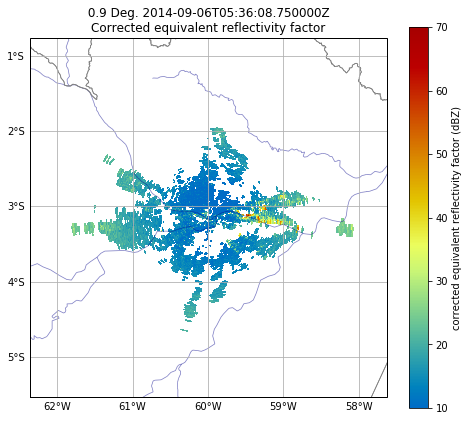 0.9 Deg. 2014-09-06T05:36:08.750000Z
Corrected equivalent reflectivity factor
1°S
2°S
3°S
4°S
5°S
62°W
61°W
60°W
59°W
58°W
70
60
50
40
30
20
10
corrected equivalent reflectivity factor (dBZ)